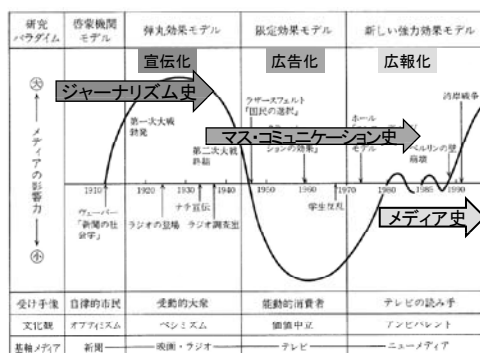 研究
パラダイム
啓蒙機関
モデル
弾丸効果モデル
限定効果モデル
新しい強力効果モデル
宣伝化
広告化
広報化
大
メディアの影響力
小
ジャーナリズム史
マス・コミュニケーション史
メディア史
第一次大戦
勃発
第二次大戦
終結
ラザースフェルト
『国民の選択』
ションの効果』
ホール
モデル
湾岸戦争
ベルリンの壁
崩壊
1910
1920
1930
1940
1950
1960
1970
1980
1990
ヴェーバー
「新聞の社
会学」
ラジオの登場
ナチ宣伝
ラジオ調査室
学生反乱
受け手像
自律的市民
受動的大衆
能動的消費者
テレビの読み手
文化観
オプティミズム
ペシミズム
価値中立
アンビバレント
基軸メディア
新聞
映画・ラジオ
テレビ
ニューメディア